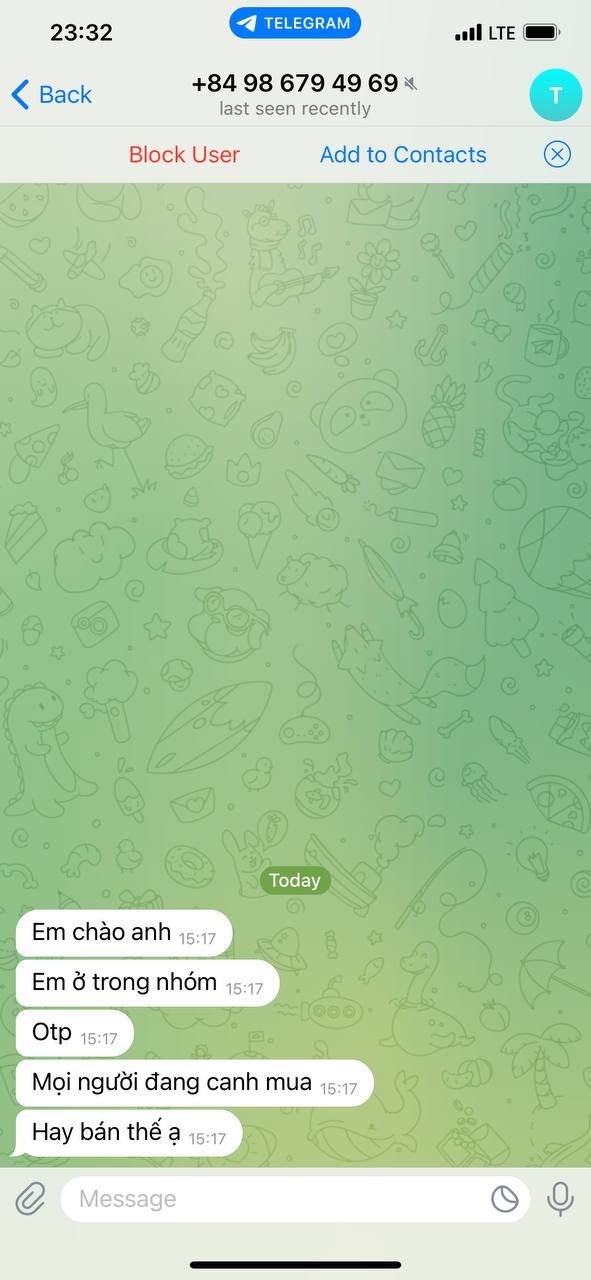 23:32
TELEGRAM
LTE
Back
+84 98 679 49 69
last seen recently
T
Block User
Add to Contacts
Today
Em chào anh 15:17
Em ở trong nhóm 15:17
Otp 15:17
Mọi người đang canh mua 15:17
Hay bán thế ạ 15:17
Message